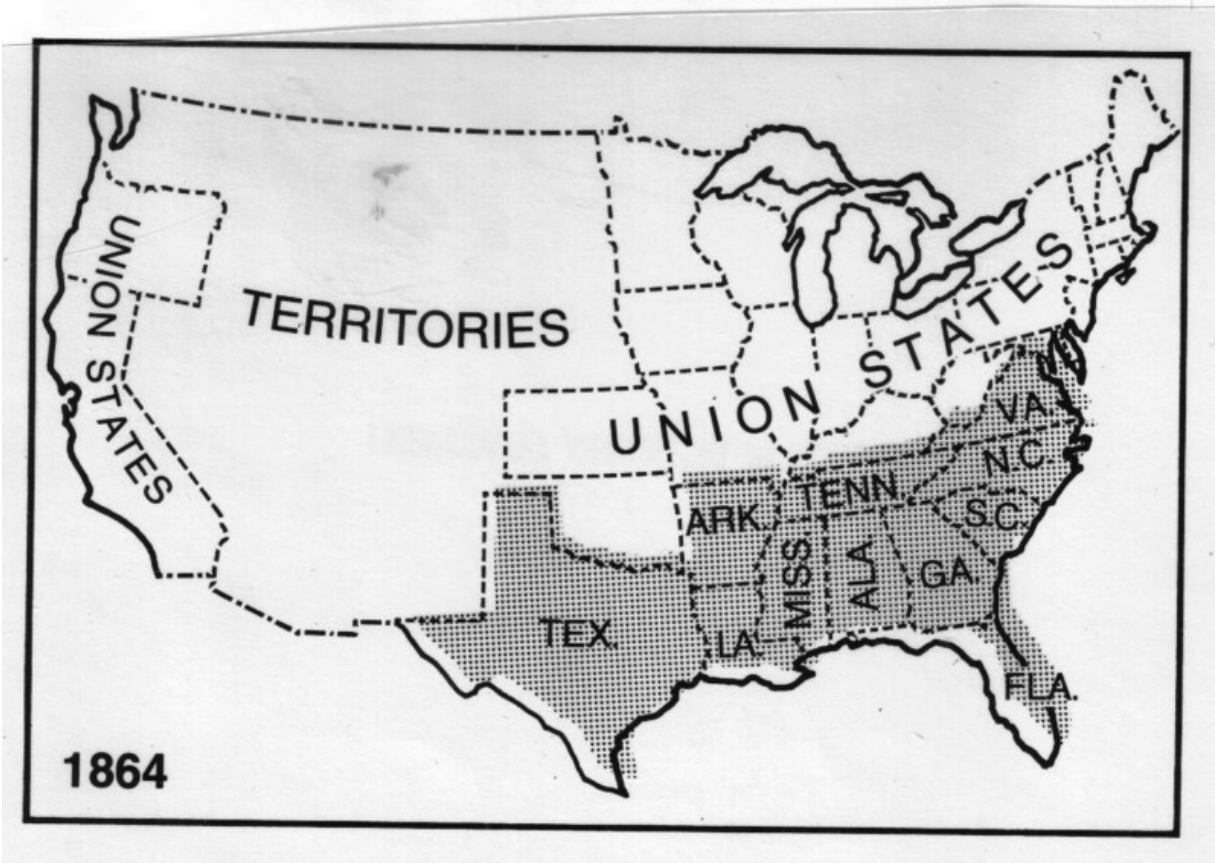 UNION STATES
TERRITORIES
UNION STATES
VA.
N.C.
TENN
S.C.
ARK.
MISS
ALA
GA.
TEX.
LA.
FLA.
1864